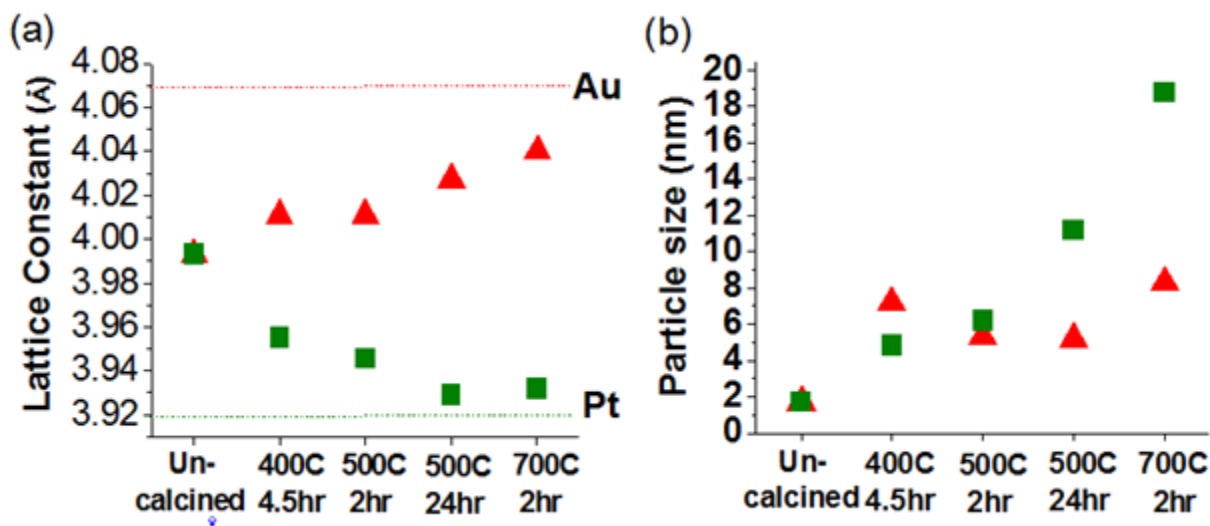 (a)
Lattice Constant (Å)
4.08
4.06
4.04
4.02
4.00
3.98
3.96
3.94
3.92
Au
Pt
Un-
calcined
400C
4.5hr
500C
2hr
500C
24hr
700C
2hr
(b)
Particle size (nm)
20
18
16
14
12
10
8
6
4
2
0
Un-
calcined
400C
4.5hr
500C
2hr
500C
24hr
700C
2hr